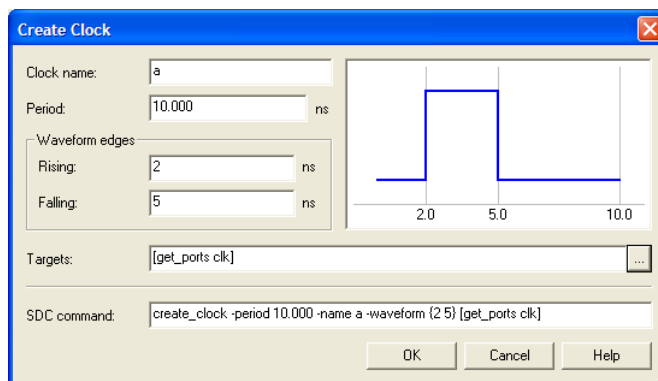 Create Clock
Clock name: a
Period: 10.000 ns
Waveform edges
Rising: 2 ns
Falling: 5 ns
2.0 5.0 10.0
Targets: [get_ports clk] ...
SDC command: create_clock -period 10.000 -name a -waveform {2 5} [get_ports clk]
OK Cancel Help